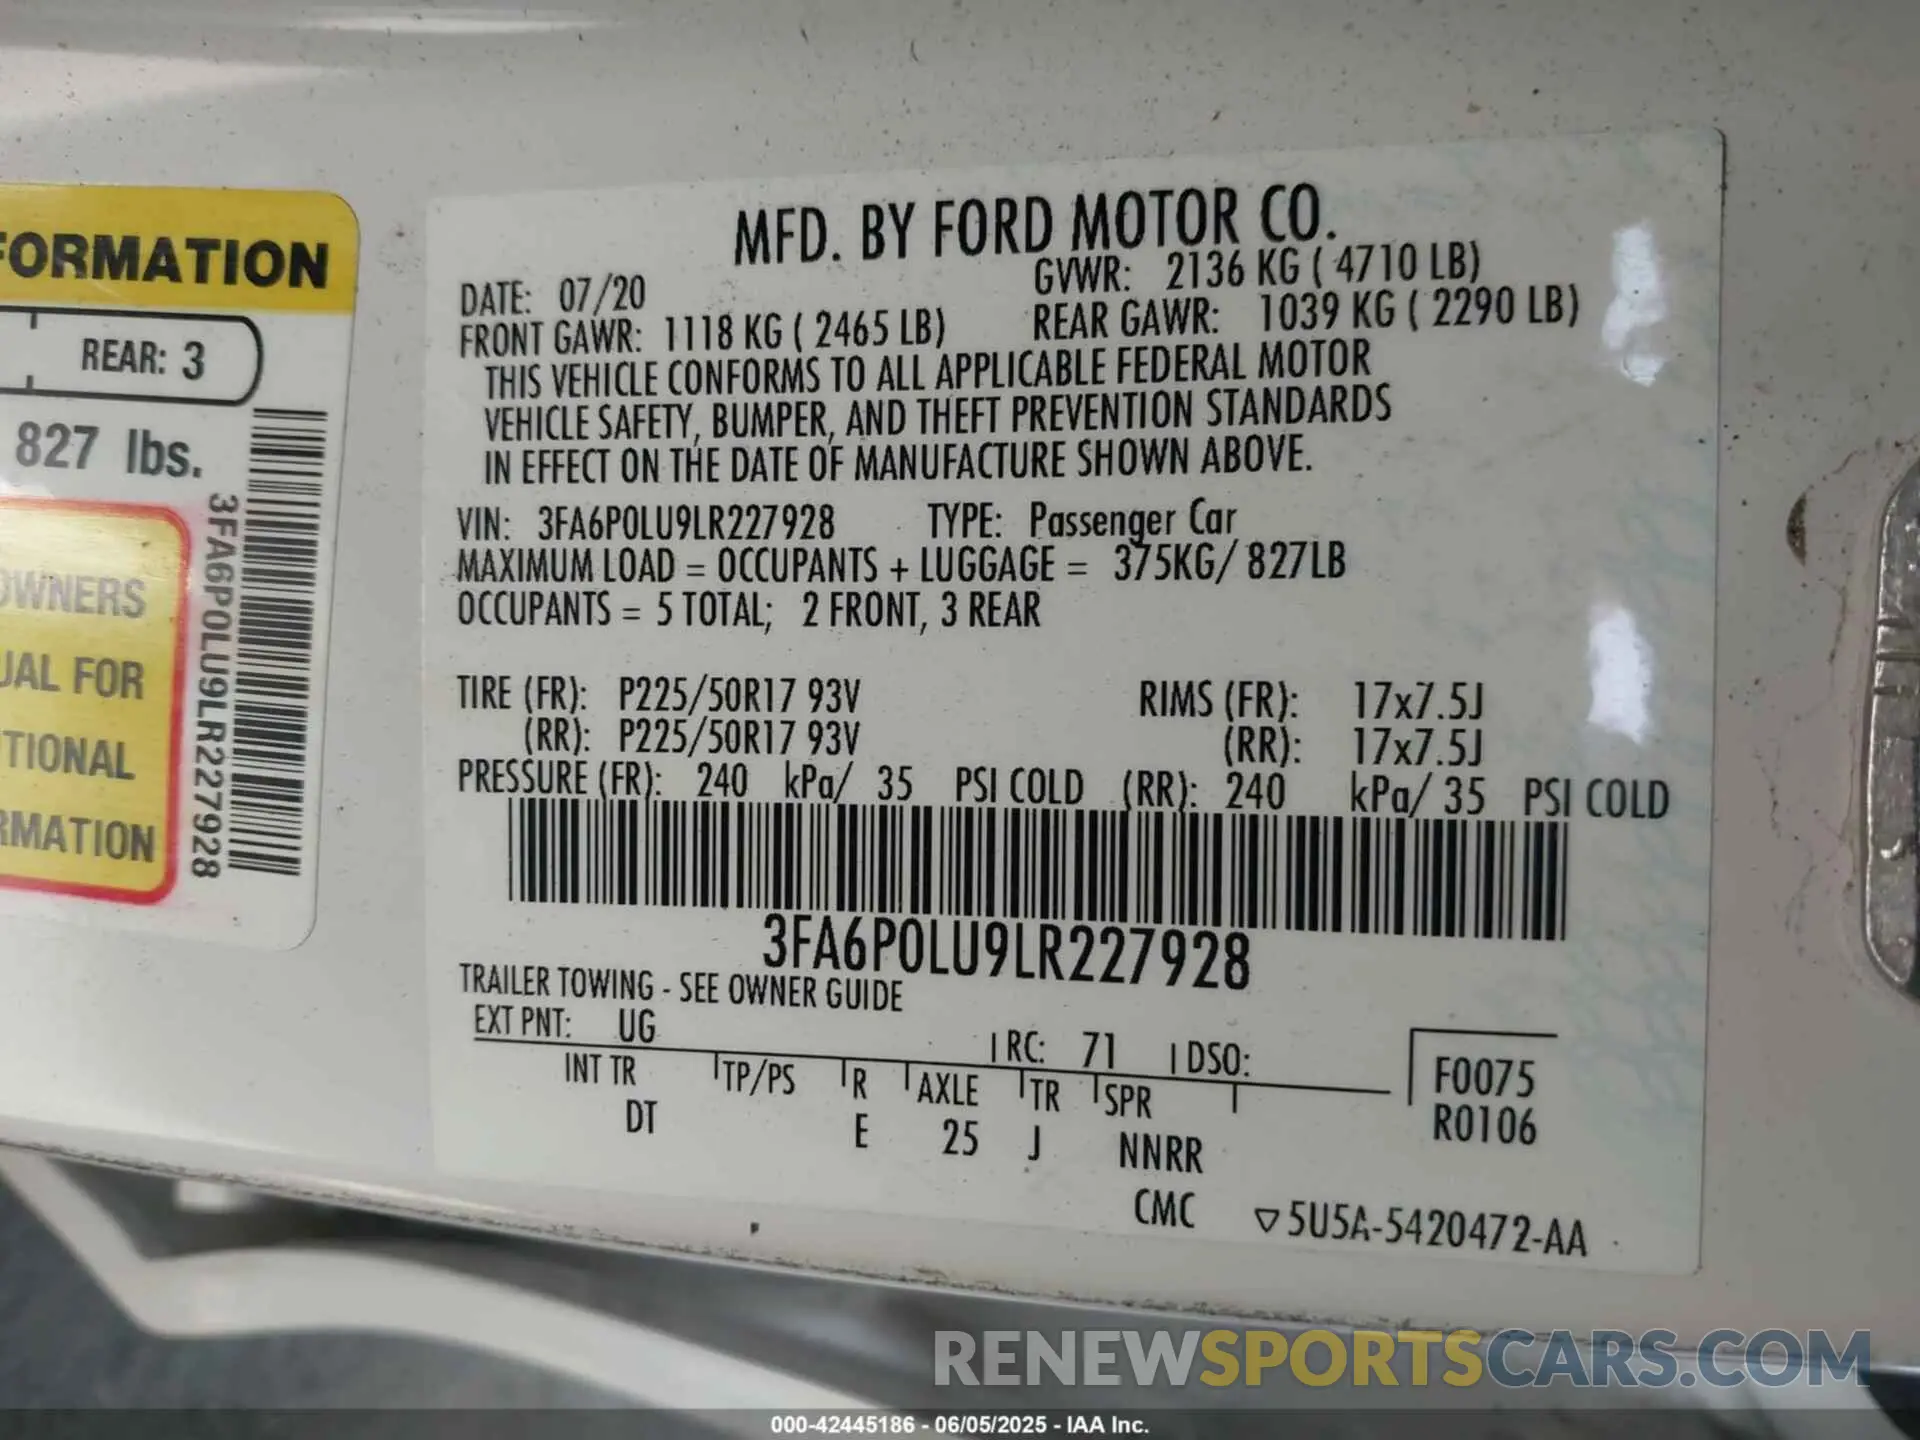 FORMATION
REAR: 3
827 lbs.
3FA6P0LU9LR227928
OWNERS
UAL FOR
TIONAL
RMATION
MFD. BY FORD MOTOR CO.
DATE: 07/20 GVWR: 2136 KG ( 4710 LB)
FRONT GAWR: 1118 KG ( 2465 LB) REAR GAWR: 1039 KG ( 2290 LB)
THIS VEHICLE CONFORMS TO ALL APPLICABLE FEDERAL MOTOR
VEHICLE SAFETY, BUMPER, AND THEFT PREVENTION STANDARDS
IN EFFECT ON THE DATE OF MANUFACTURE SHOWN ABOVE.
VIN: 3FA6P0LU9LR227928 TYPE: Passenger Car
MAXIMUM LOAD = OCCUPANTS + LUGGAGE = 375KG/ 827LB
OCCUPANTS = 5 TOTAL; 2 FRONT, 3 REAR
TIRE (FR): P225/50R17 93V RIMS (FR): 17x7.5J
(RR): P225/50R17 93V (RR): 17x7.5J
PRESSURE (FR): 240 kPa/ 35 PSI COLD (RR): 240 kPa/ 35 PSI COLD
3FA6P0LU9LR227928
TRAILER TOWING - SEE OWNER GUIDE
EXT PNT: UG RC: 71 DSO:
INT TR TP/PS R AXLE TR SPR
DT E 25 J NNRR
F0075
R0106
CMC ▽5U5A-5420472-AA
RENEWSPORTSCARS.COM
000-42445186 - 06/05/2025 - IAA Inc.